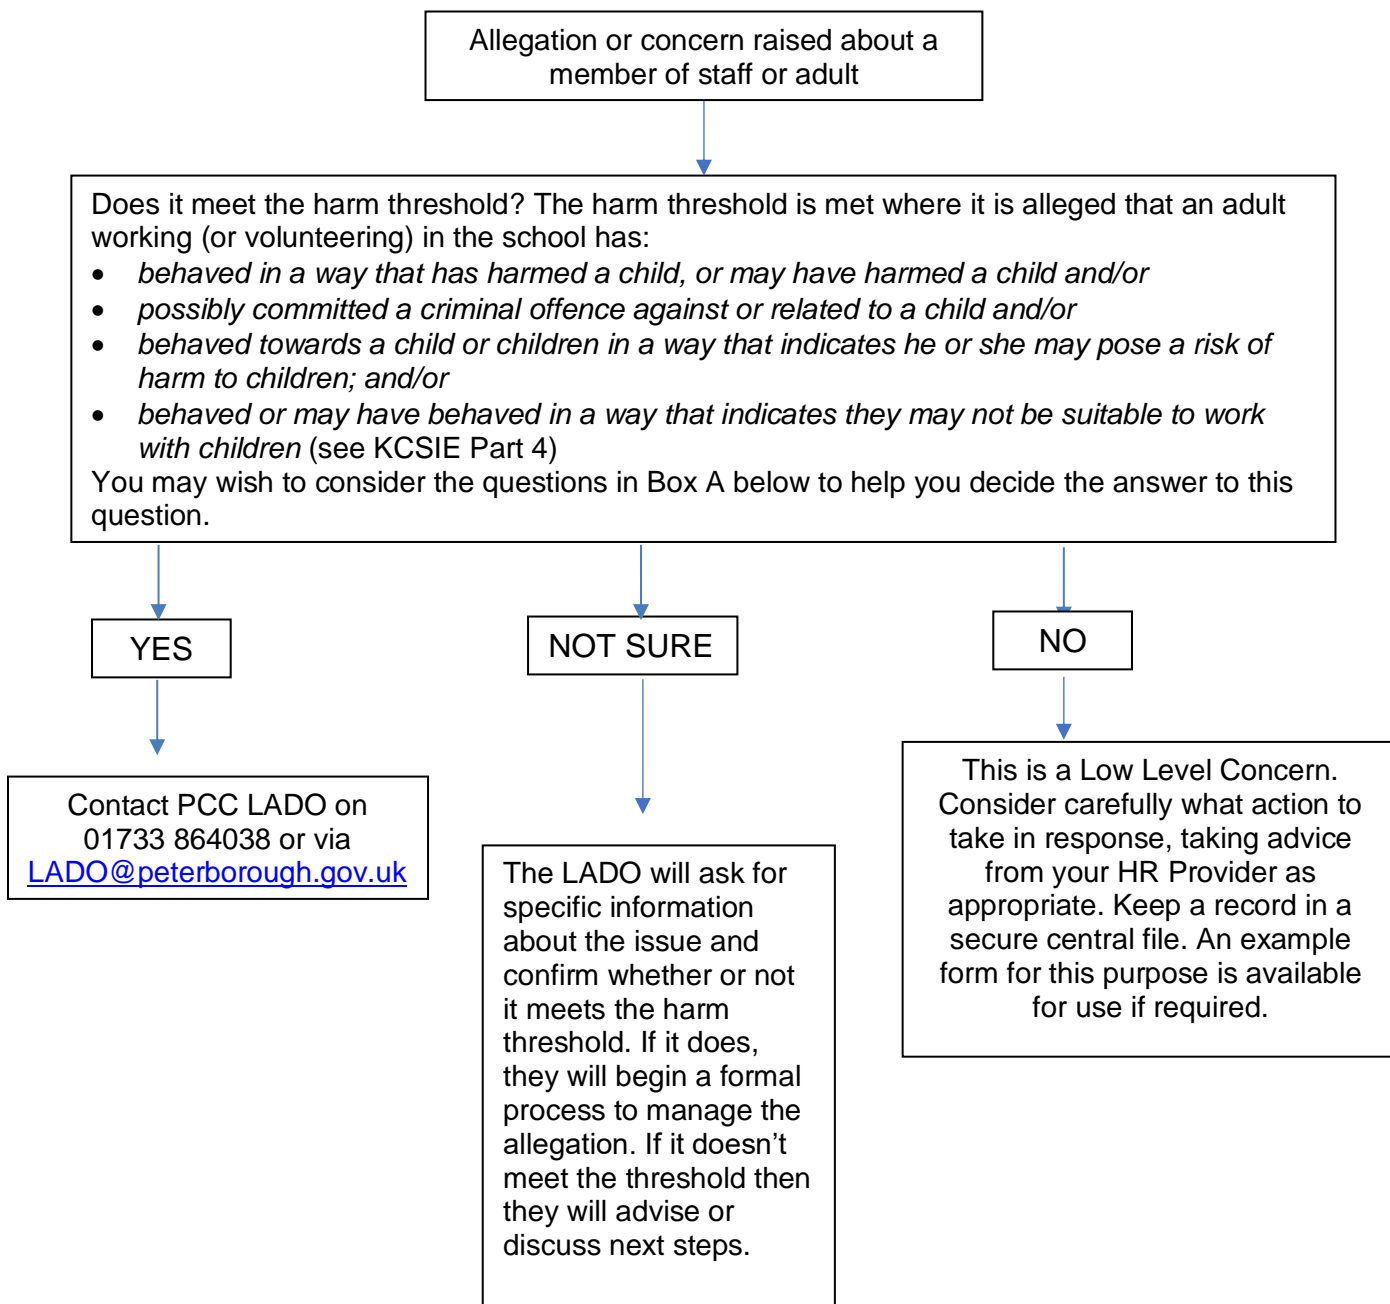 Allegation or concern raised about a
member of staff or adult
Does it meet the harm threshold? The harm threshold is met where it is alleged that an adult
working (or volunteering) in the school has:
• behaved in a way that has harmed a child, or may have harmed a child and/or
• possibly committed a criminal offence against or related to a child and/or
• behaved towards a child or children in a way that indicates he or she may pose a risk of
harm to children; and/or
• behaved or may have behaved in a way that indicates they may not be suitable to work
with children (see KCSIE Part 4)
You may wish to consider the questions in Box A below to help you decide the answer to this
question.
YES
NOT SURE
NO
Contact PCC LADO on
01733 864038 or via
LADO@peterborough.gov.uk
The LADO will ask for
specific information
about the issue and
confirm whether or not
it meets the harm
threshold. If it does,
they will begin a formal
process to manage the
allegation. If it doesn’t
meet the threshold then
they will advise or
discuss next steps.
This is a Low Level Concern.
Consider carefully what action to
take in response, taking advice
from your HR Provider as
appropriate. Keep a record in a
secure central file. An example
form for this purpose is available
for use if required.